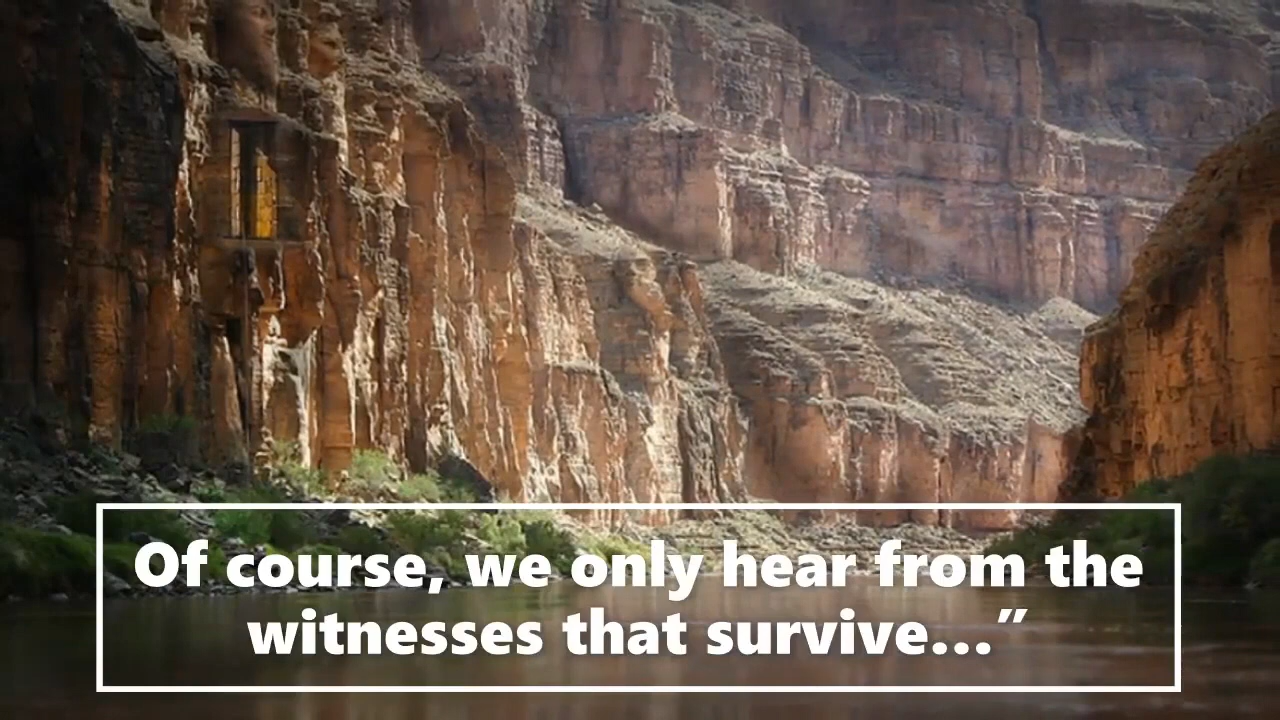 Of course, we only hear from the
witnesses that survive...”